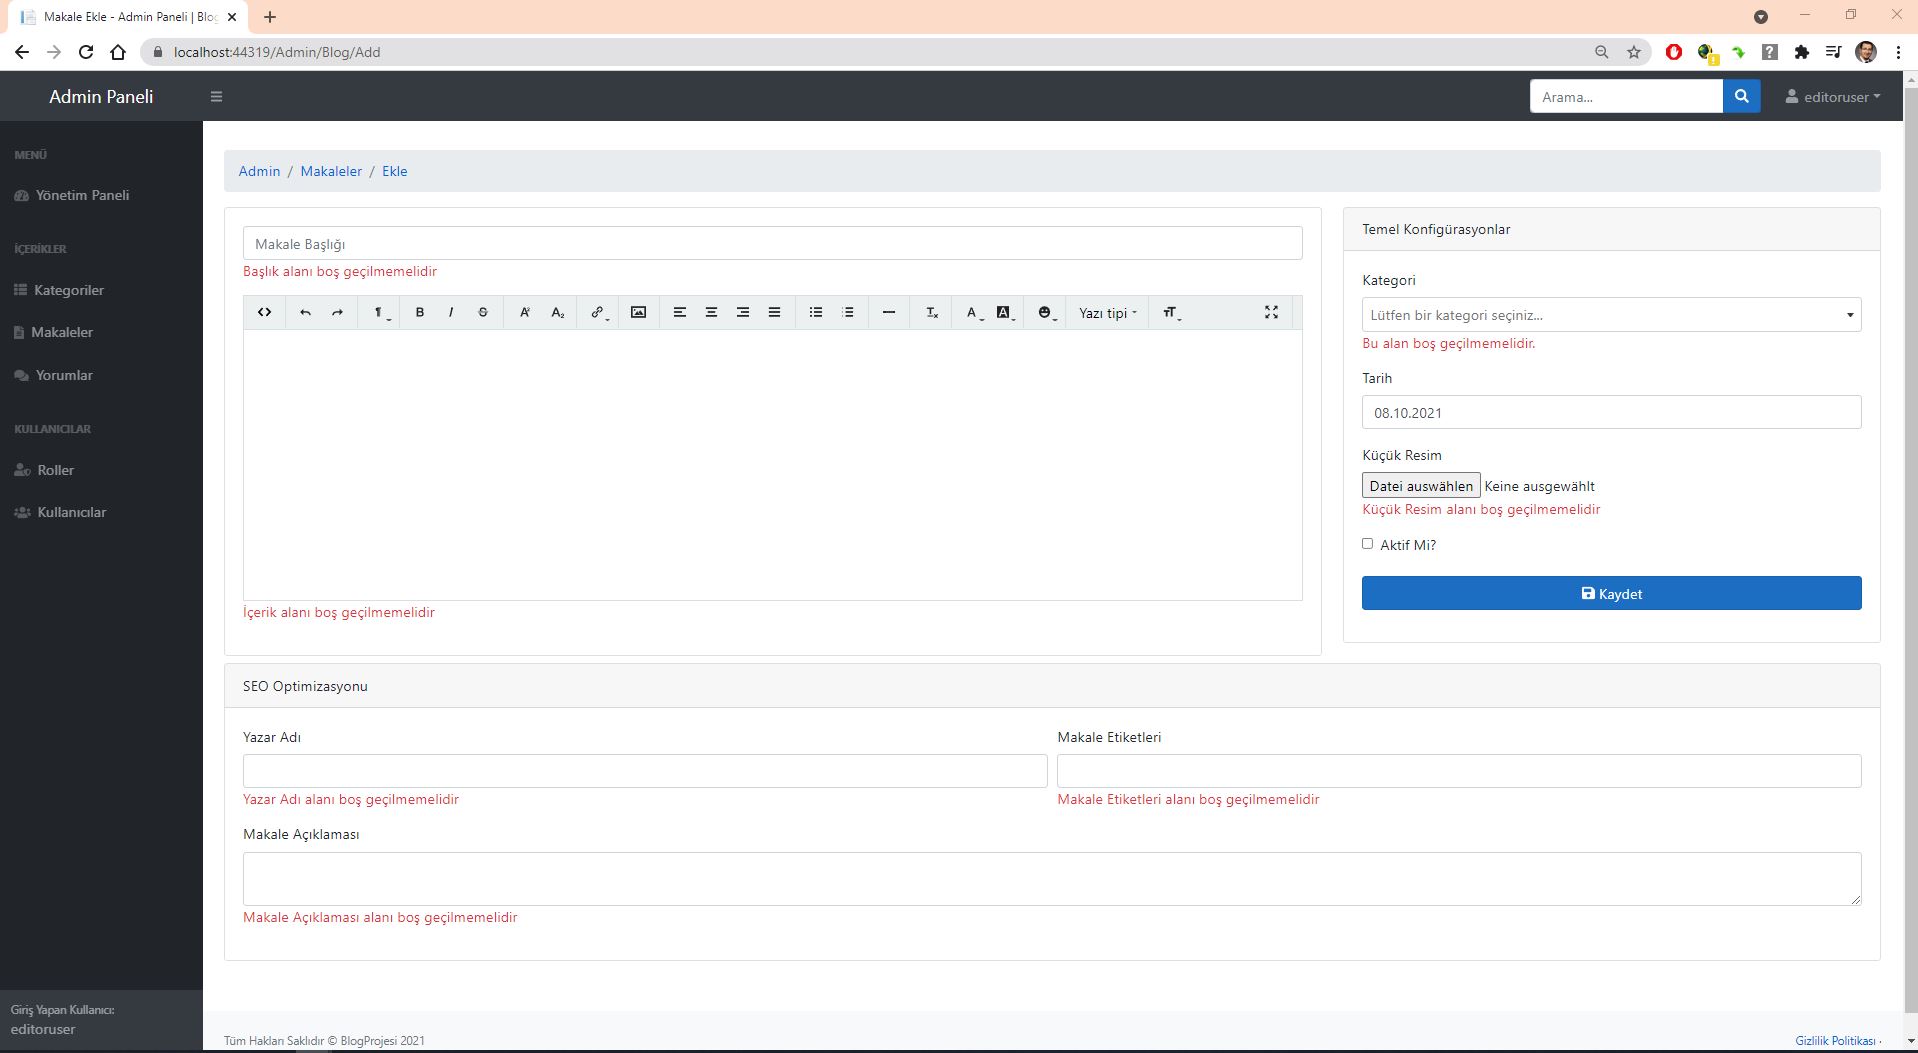 Makale Ekle - Admin Paneli | Blog
localhost:44319/Admin/Blog/Add
Admin Paneli
Arama...
editoruser
MENÜ
Yönetim Paneli
İÇERİKLER
Kategoriler
Makaleler
Yorumlar
KULLANICILAR
Roller
Kullanıcılar
Giriş Yapan Kullanıcı:
editoruser
Admin / Makaleler / Ekle
Makale Başlığı
Başlık alanı boş geçilmemelidir
Yazı tipi
İçerik alanı boş geçilmemelidir
Temel Konfigürasyonlar
Kategori
Lütfen bir kategori seçiniz...
Bu alan boş geçilmemelidir.
Tarih
08.10.2021
Küçük Resim
Datei auswählen Keine ausgewählt
Küçük Resim alanı boş geçilmemelidir
Aktif Mi?
Kaydet
SEO Optimizasyonu
Yazar Adı
Yazar Adı alanı boş geçilmemelidir
Makale Etiketleri
Makale Etiketleri alanı boş geçilmemelidir
Makale Açıklaması
Makale Açıklaması alanı boş geçilmemelidir
Tüm Hakları Saklıdır © BlogProjesi 2021
Gizlilik Politikası ·